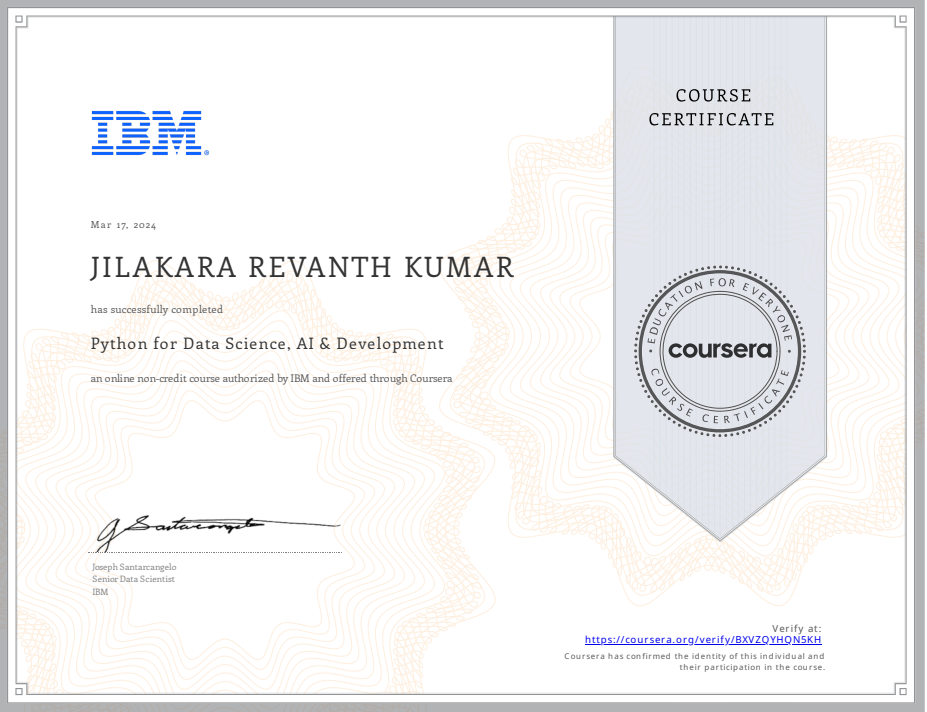 COURSE
CERTIFICATE
IBM®
Mar 17, 2024
JILAKARA REVANTH KUMAR
has successfully completed
Python for Data Science, AI & Development
an online non-credit course authorized by IBM and offered through Coursera
EDUCATION FOR EVERYONE
coursera
COURSE CERTIFICATE
J Santarcangelo
Joseph Santarcangelo
Senior Data Scientist
IBM
Verify at:
https://coursera.org/verify/BXVZQYHQN5KH
Coursera has confirmed the identity of this individual and
their participation in the course.